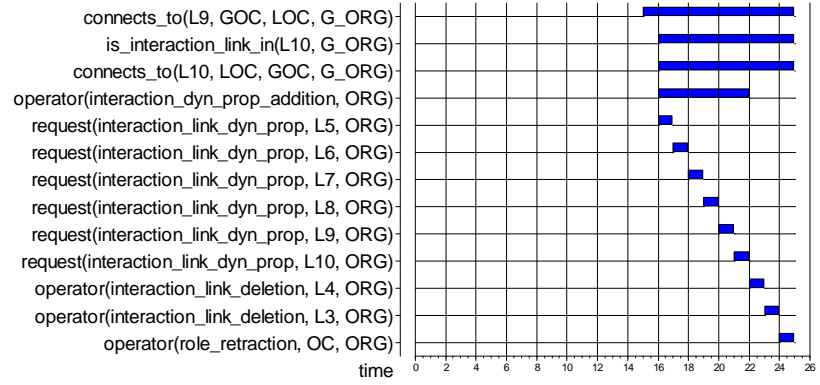 connects_to(L9, GOC, LOC, G_ORG)
is_interaction_link_in(L10, G_ORG)
connects_to(L10, LOC, GOC, G_ORG)
operator(interaction_dyn_prop_addition, ORG)
request(interaction_link_dyn_prop, L5, ORG)
request(interaction_link_dyn_prop, L6, ORG)
request(interaction_link_dyn_prop, L7, ORG)
request(interaction_link_dyn_prop, L8, ORG)
request(interaction_link_dyn_prop, L9, ORG)
request(interaction_link_dyn_prop, L10, ORG)
operator(interaction_link_deletion, L4, ORG)
operator(interaction_link_deletion, L3, ORG)
operator(role_retraction, OC, ORG)
time 0 2 4 6 8 10 12 14 16 18 20 22 24 26